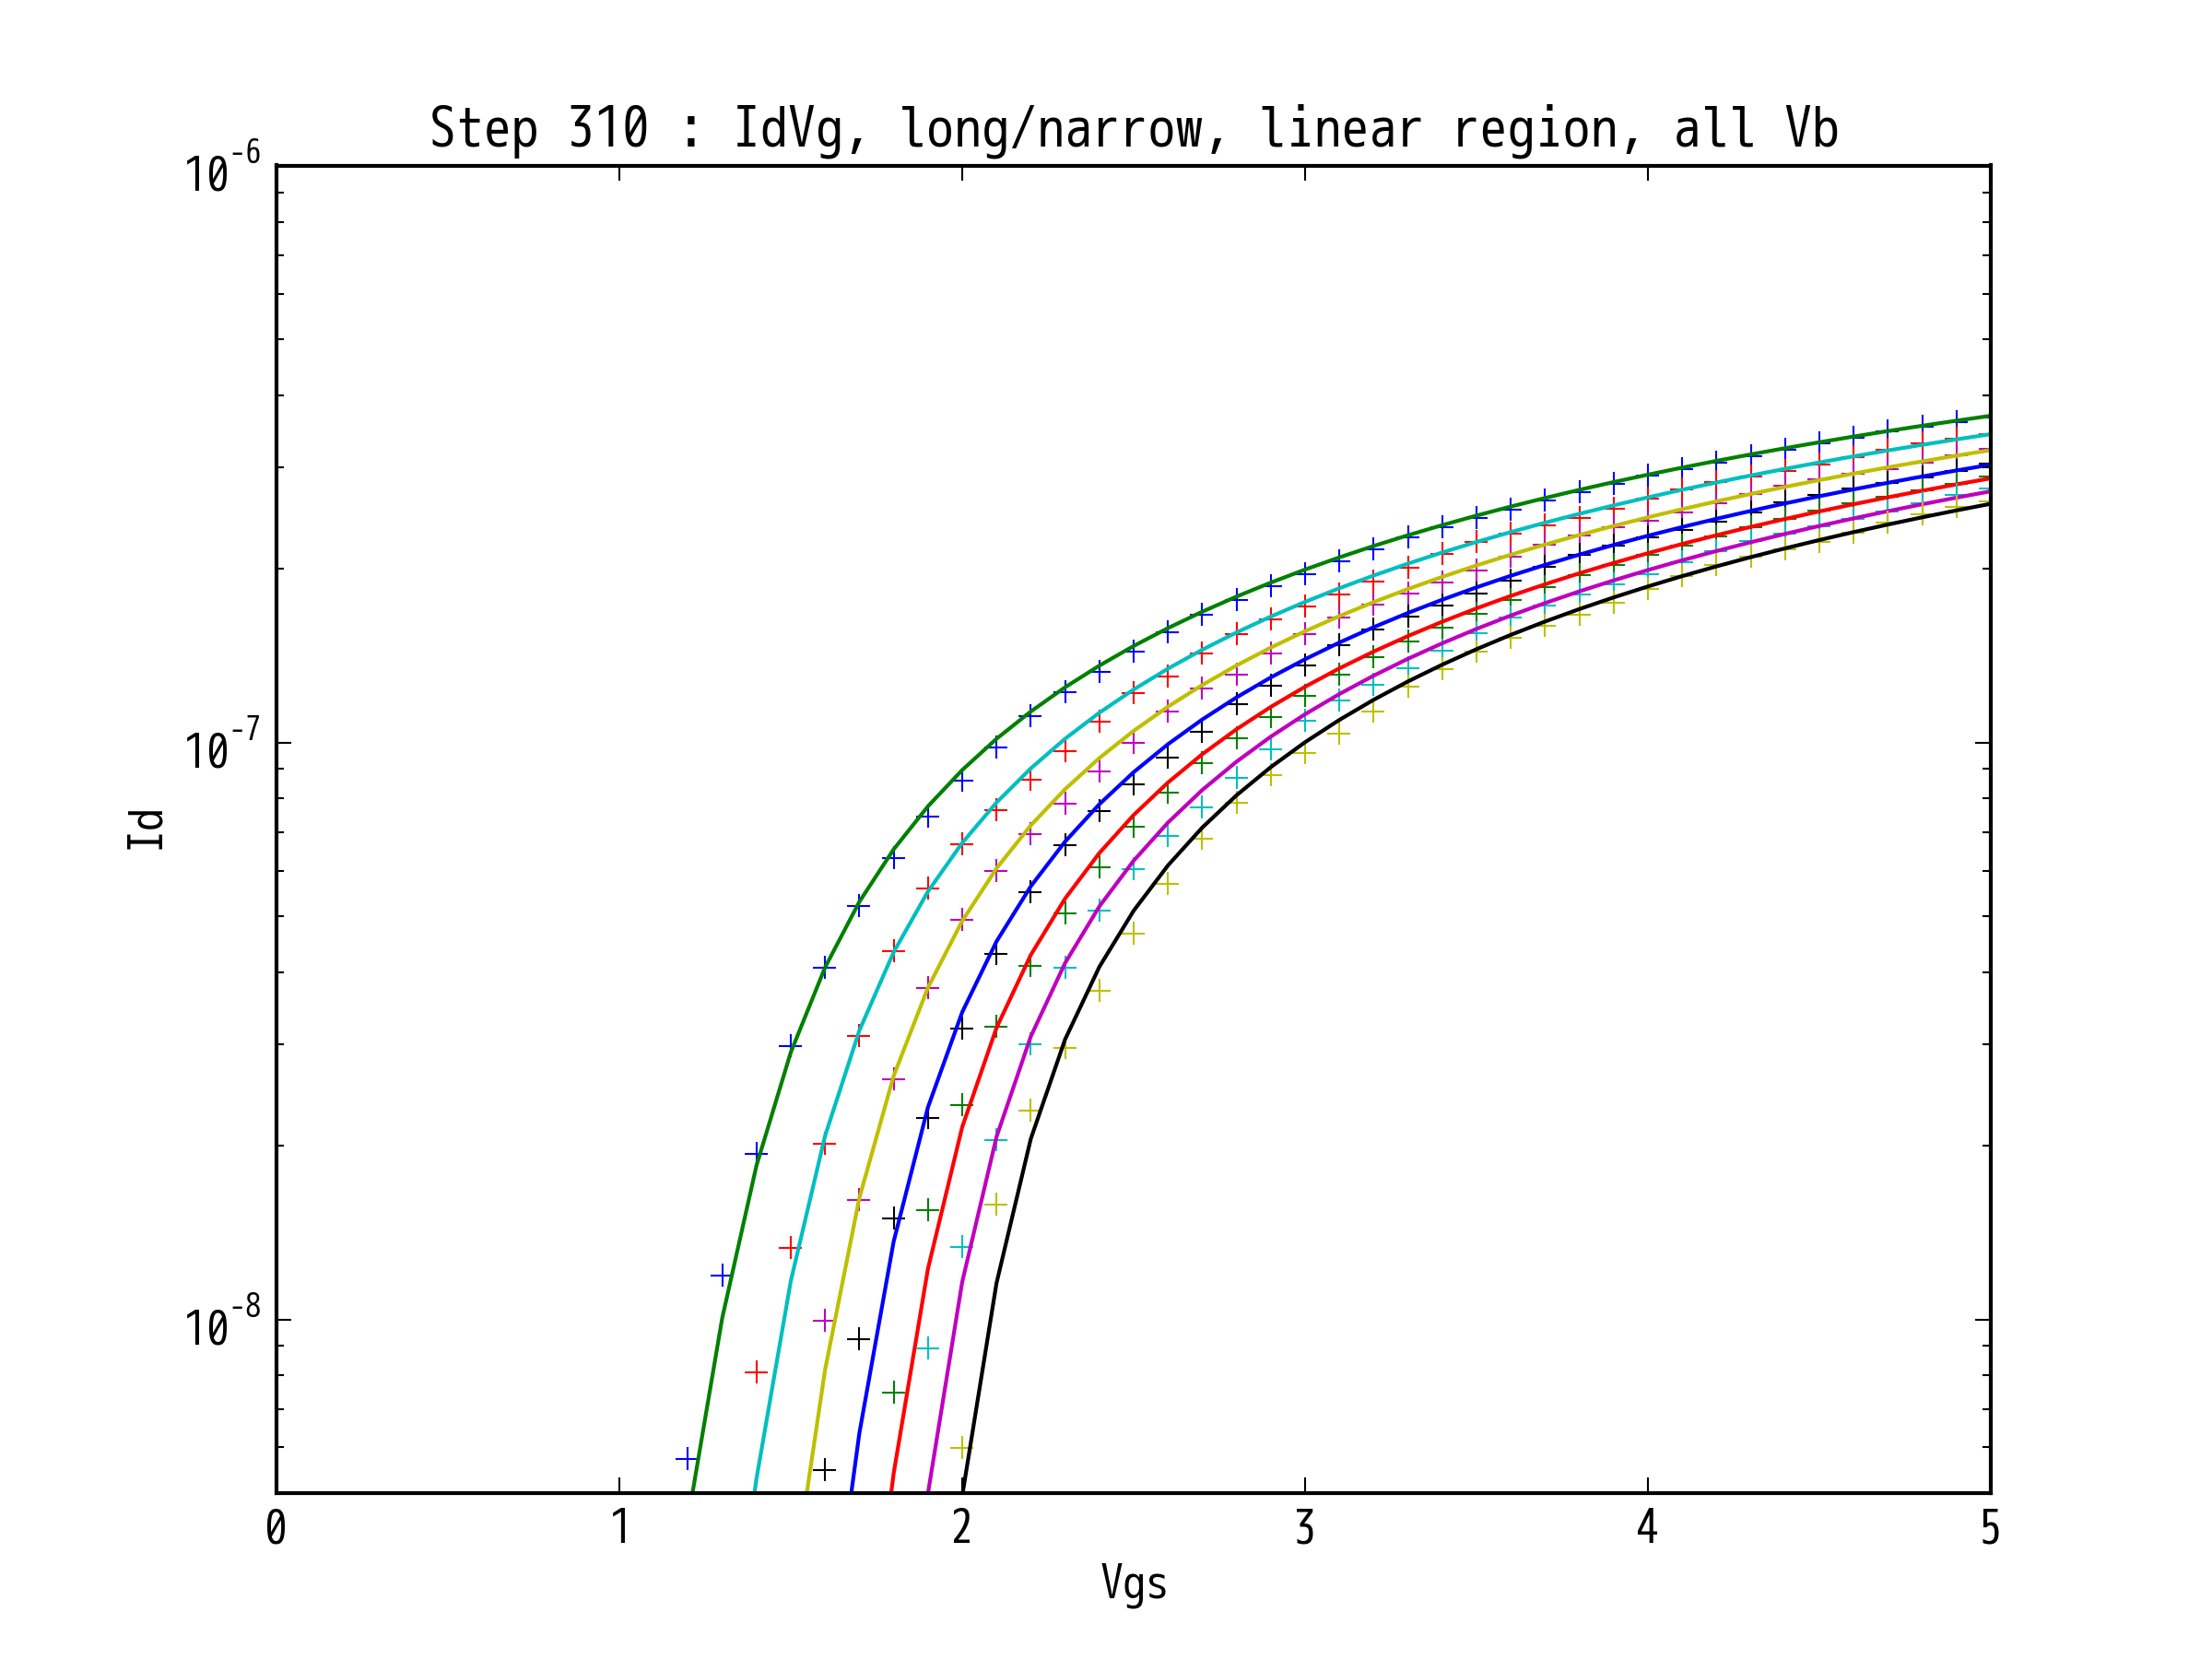 Step 310 : IdVg, long/narrow, linear region, all Vb
10^-6
10^-7
10^-8
Id
0 1 2 3 4 5
Vgs